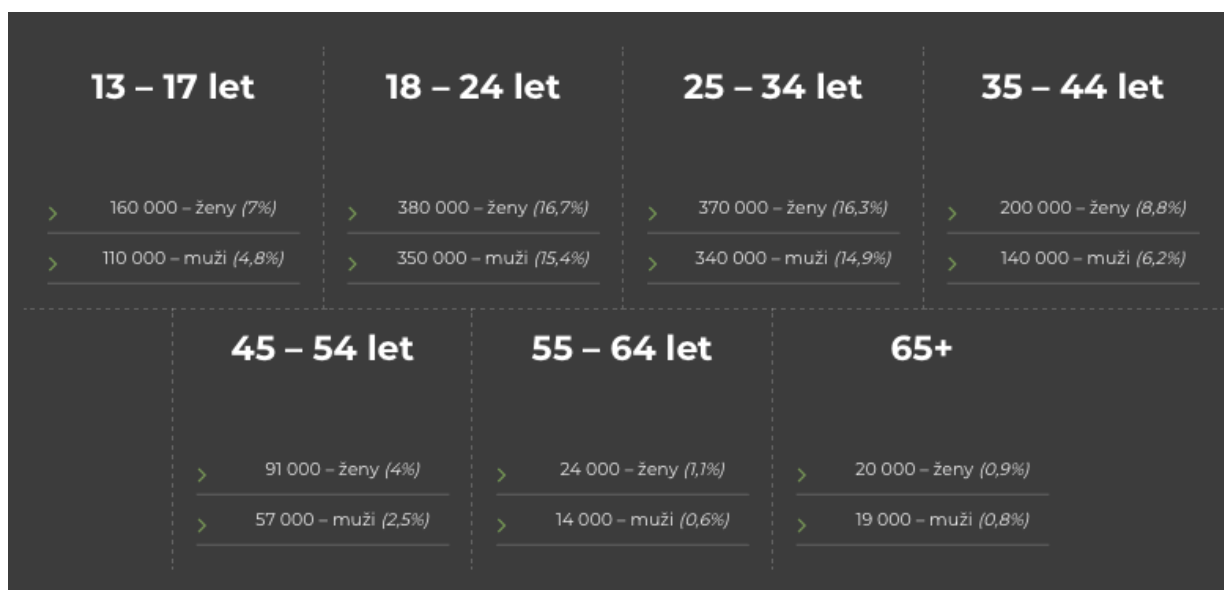 13 – 17 let
160 000 – ženy (7%)
110 000 – muži (4,8%)
18 – 24 let
380 000 – ženy (16,7%)
350 000 – muži (15,4%)
25 – 34 let
370 000 – ženy (16,3%)
340 000 – muži (14,9%)
35 – 44 let
200 000 – ženy (8,8%)
140 000 – muži (6,2%)
45 – 54 let
91 000 – ženy (4%)
57 000 – muži (2,5%)
55 – 64 let
24 000 – ženy (1,1%)
14 000 – muži (0,6%)
65+
20 000 – ženy (0,9%)
19 000 – muži (0,8%)